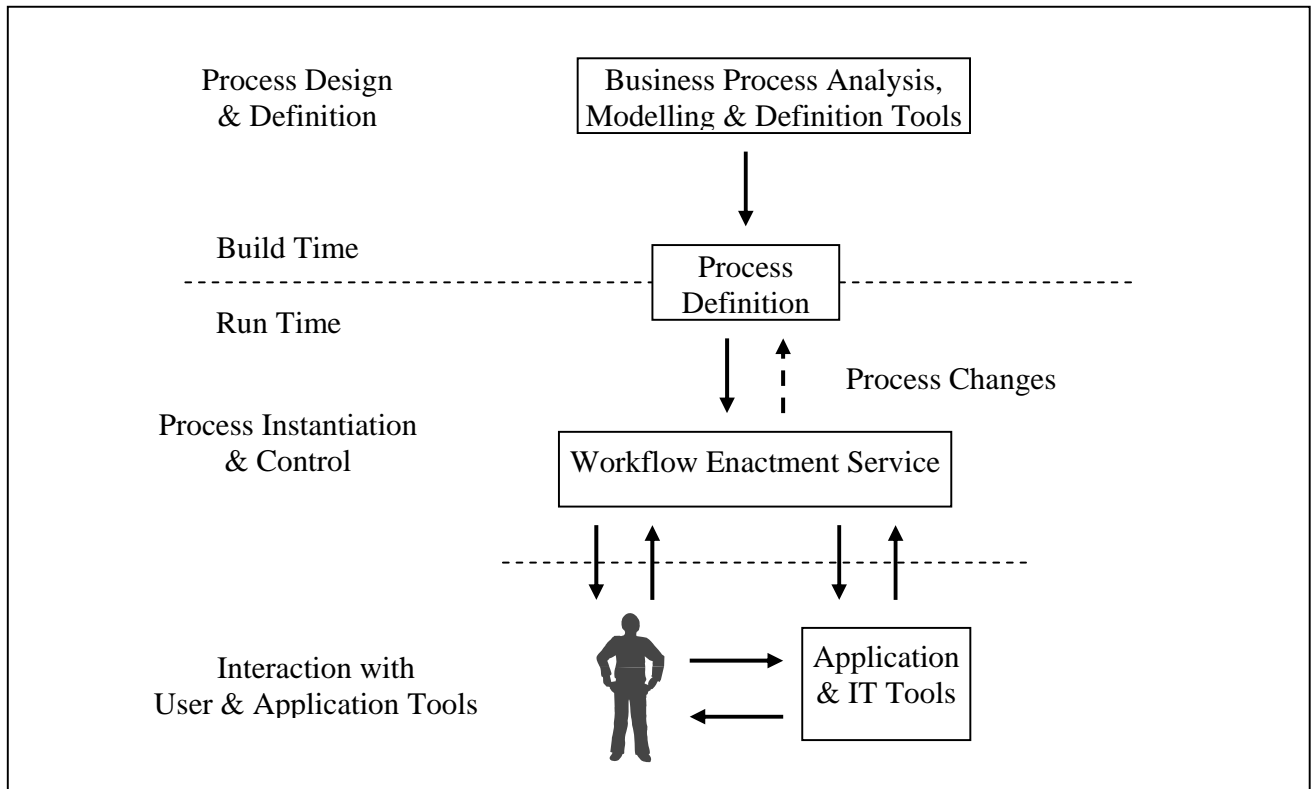 Process Design
& Definition
Business Process Analysis,
Modelling & Definition Tools
Build Time
Process
Definition
Run Time
Process Changes
Process Instantiation
& Control
Workflow Enactment Service
Interaction with
User & Application Tools
Application
& IT Tools